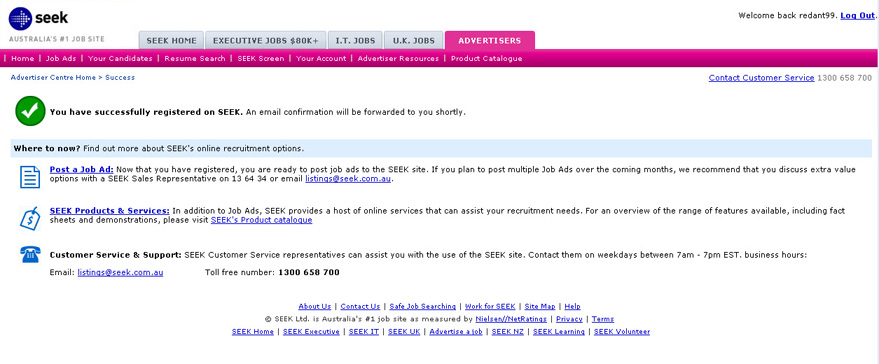 seek
AUSTRALIA'S #1 JOB SITE
Welcome back redant99. Log Out.
SEEK HOME EXECUTIVE JOBS $80K+ I.T. JOBS U.K. JOBS ADVERTISERS
| Home | Job Ads | Your Candidates | Resume Search | SEEK Screen | Your Account | Advertiser Resources | Product Catalogue
Advertiser Centre Home > Success
Contact Customer Service 1300 658 700
You have successfully registered on SEEK. An email confirmation will be forwarded to you shortly.
Where to now? Find out more about SEEK's online recruitment options.
Post a Job Ad: Now that you have registered, you are ready to post job ads to the SEEK site. If you plan to post multiple Job Ads over the coming months, we recommend that you discuss extra value
options with a SEEK Sales Representative on 13 64 34 or email listings@seek.com.au.
SEEK Products & Services: In addition to Job Ads, SEEK provides a host of online services that can assist your recruitment needs. For an overview of the range of features available, including fact
sheets and demonstrations, please visit SEEK's Product catalogue
Customer Service & Support: SEEK Customer Service representatives can assist you with the use of the SEEK site. Contact them on weekdays between 7am - 7pm EST. business hours:
Email: listings@seek.com.au Toll free number: 1300 658 700
About Us | Contact Us | Safe Job Searching | Work for SEEK | Site Map | Help
© SEEK Ltd. is Australia's #1 job site as measured by Nielsen//NetRatings | Privacy | Terms
SEEK Home | SEEK Executive | SEEK IT | SEEK UK | Advertise a job | SEEK NZ | SEEK Learning | SEEK Volunteer